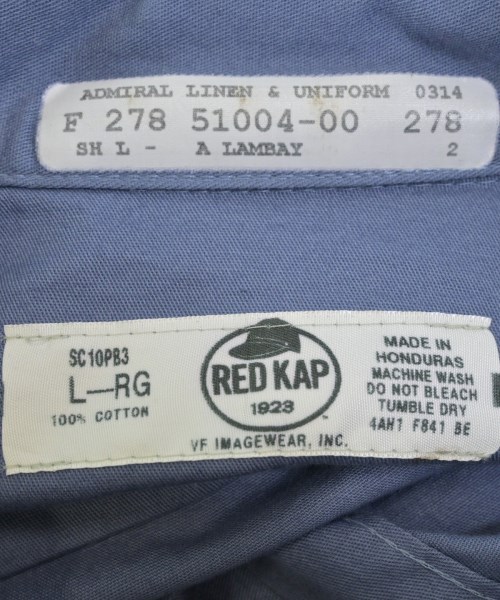 ADMIRAL LINEN & UNIFORM 0314
F 278 51004-00 278
SH L - A LAMBAY 2
SC10PB3
L—RG
100% COTTON
RED KAP
1923
VF IMAGEWEAR, INC.
MADE IN
HONDURAS
MACHINE WASH
DO NOT BLEACH
TUMBLE DRY
4AH1 F841 BE